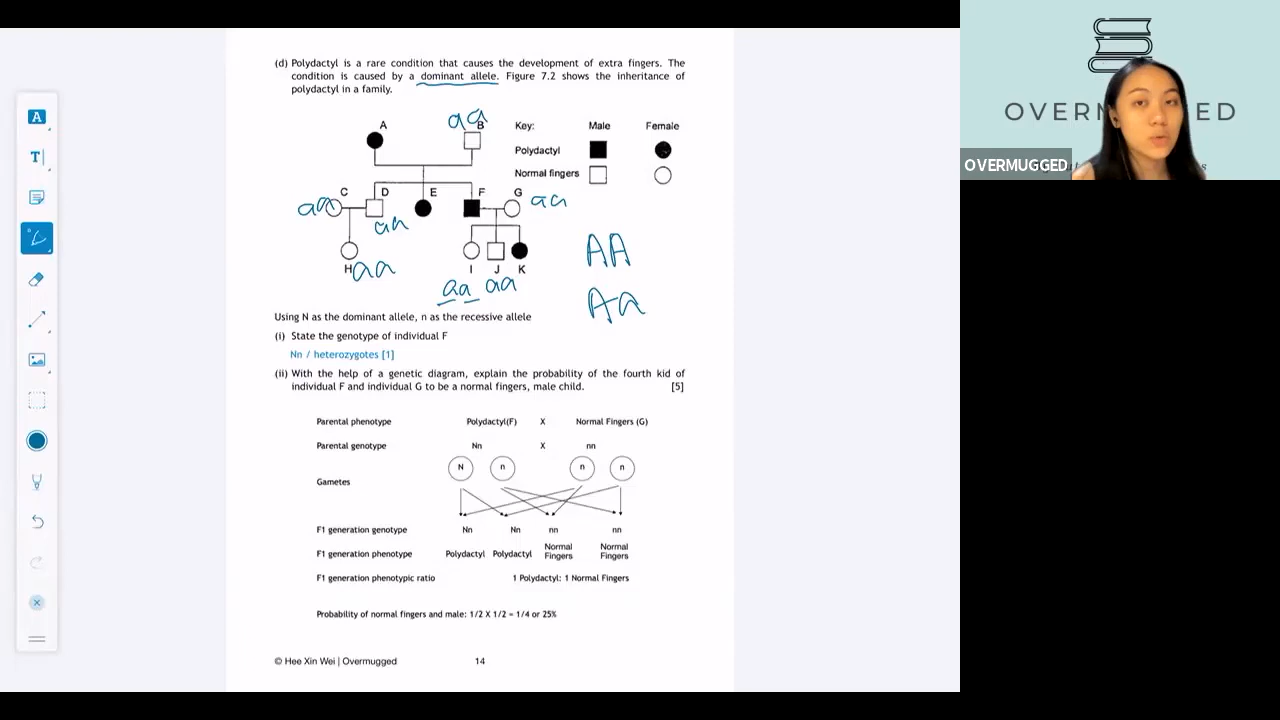 (d) Polydactyl is a rare condition that causes the development of extra fingers. The
condition is caused by a dominant allele. Figure 7.2 shows the inheritance of
polydactyl in a family.
A
aa
B
Key:
Male
Female
Polydactyl
Normal fingers
C
D
E
F
G
aa
aa
aa
H
aa
I
J
K
aa
aa
AA
Aa
Using N as the dominant allele, n as the recessive allele
(i) State the genotype of individual F
Nn / heterozygotes [1]
(ii) With the help of a genetic diagram, explain the probability of the fourth kid of
individual F and individual G to be a normal fingers, male child. [5]
Parental phenotype Polydactyl(F) X Normal Fingers (G)
Parental genotype Nn X nn
N n n n
Gametes
F1 generation genotype Nn Nn nn nn
F1 generation phenotype Polydactyl Polydactyl Normal Fingers Normal Fingers
F1 generation phenotypic ratio 1 Polydactyl: 1 Normal Fingers
Probability of normal fingers and male: 1/2 X 1/2 = 1/4 or 25%
© Hee Xin Wei | Overmugged 14
A
T
OVERM GED
OVERMUGGED